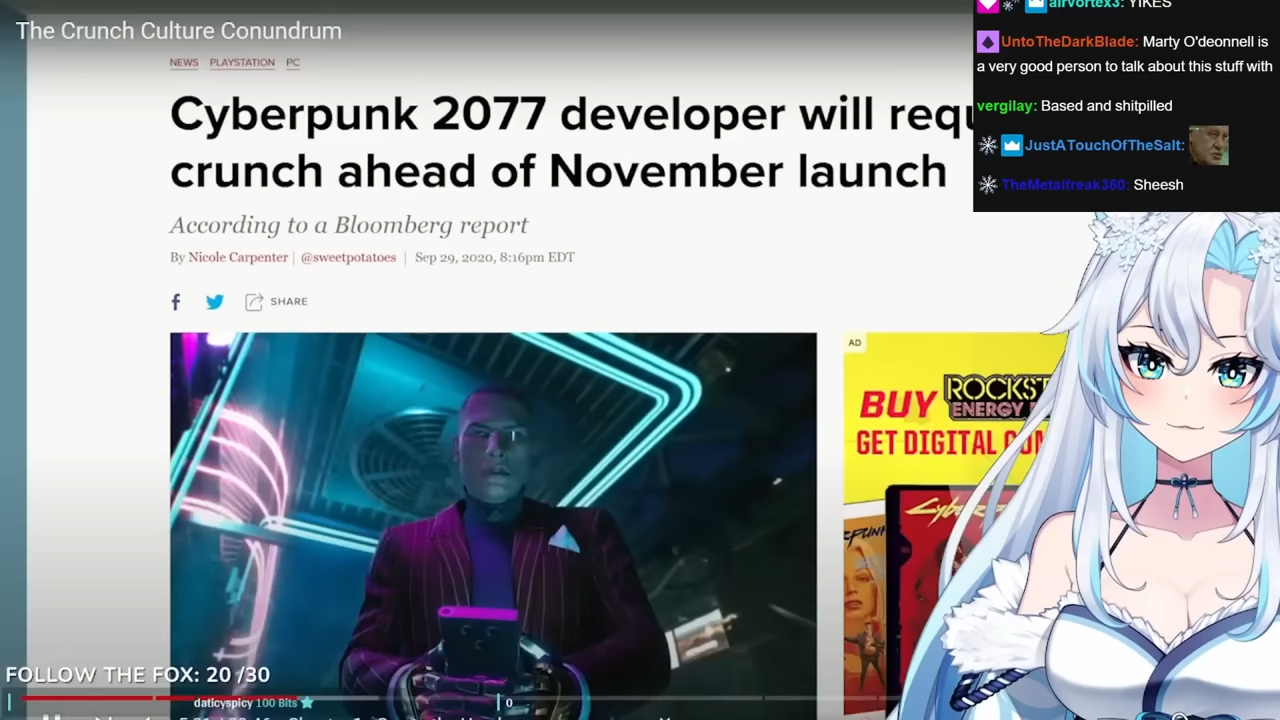 The Crunch Culture Conundrum
NEWS PLAYSTATION PC
Cyberpunk 2077 developer will requ
crunch ahead of November launch
According to a Bloomberg report
By Nicole Carpenter | @sweetpotatoes | Sep 29, 2020, 8:16pm EDT
SHARE
AD
BUY ROCKST
ENERGY
GET DIGITAL CON
airvortex3: YIKES
UntoTheDarkBlade: Marty O'deonnell is
a very good person to talk about this stuff with
vergilay: Based and shitpilled
JustATouchOfTheSalt:
TheMetalfreak360: Sheesh
FOLLOW THE FOX: 20 /30
daticyspicy 100 Bits
0